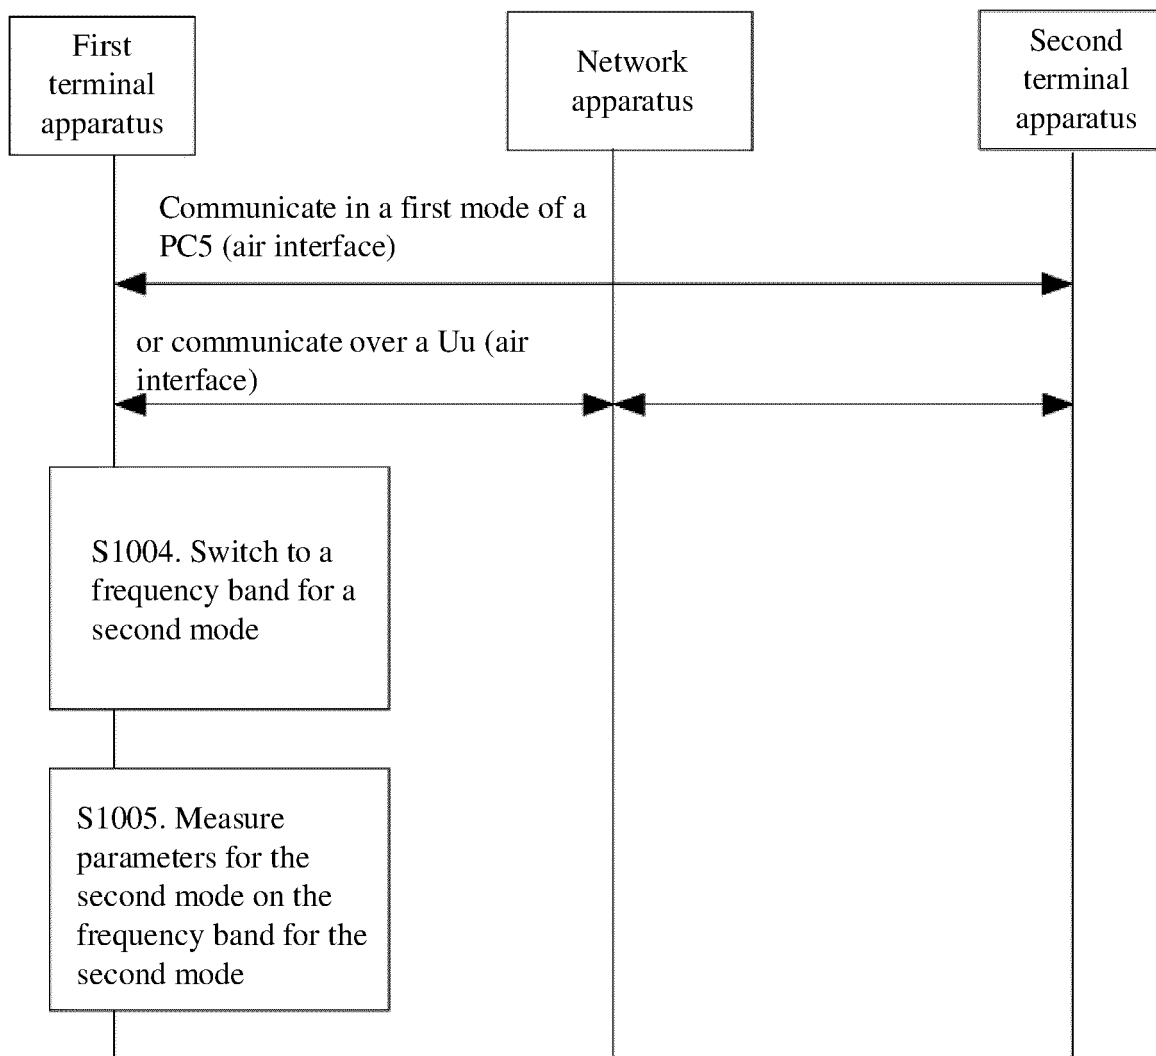 First
terminal
apparatus
Network
apparatus
Second
terminal
apparatus
Communicate in a first mode of a
PC5 (air interface)
or communicate over a Uu (air
interface)
S1004. Switch to a
frequency band for a
second mode
S1005. Measure
parameters for the
second mode on the
frequency band for the
second mode